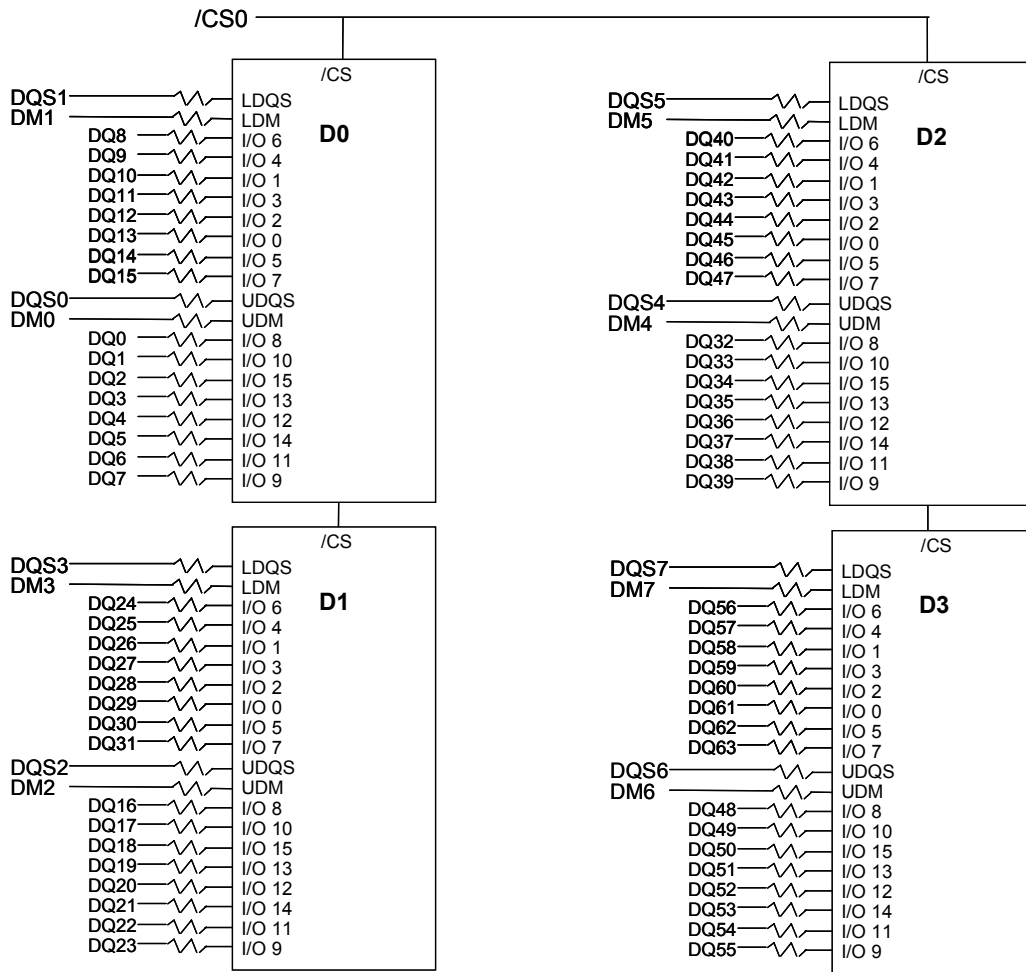 /CS0
/CS
DQS1 LDQS
DM1 LDM
D0
DQ8 I/O 6
DQ9 I/O 4
DQ10 I/O 1
DQ11 I/O 3
DQ12 I/O 2
DQ13 I/O 0
DQ14 I/O 5
DQ15 I/O 7
DQS0 UDQS
DM0 UDM
DQ0 I/O 8
DQ1 I/O 10
DQ2 I/O 15
DQ3 I/O 13
DQ4 I/O 12
DQ5 I/O 14
DQ6 I/O 11
DQ7 I/O 9
/CS
DQS3 LDQS
DM3 LDM
D1
DQ24 I/O 6
DQ25 I/O 4
DQ26 I/O 1
DQ27 I/O 3
DQ28 I/O 2
DQ29 I/O 0
DQ30 I/O 5
DQ31 I/O 7
DQS2 UDQS
DM2 UDM
DQ16 I/O 8
DQ17 I/O 10
DQ18 I/O 15
DQ19 I/O 13
DQ20 I/O 12
DQ21 I/O 14
DQ22 I/O 11
DQ23 I/O 9
/CS
DQS5 LDQS
DM5 LDM
D2
DQ40 I/O 6
DQ41 I/O 4
DQ42 I/O 1
DQ43 I/O 3
DQ44 I/O 2
DQ45 I/O 0
DQ46 I/O 5
DQ47 I/O 7
DQS4 UDQS
DM4 UDM
DQ32 I/O 8
DQ33 I/O 10
DQ34 I/O 15
DQ35 I/O 13
DQ36 I/O 12
DQ37 I/O 14
DQ38 I/O 11
DQ39 I/O 9
/CS
DQS7 LDQS
DM7 LDM
D3
DQ56 I/O 6
DQ57 I/O 4
DQ58 I/O 1
DQ59 I/O 3
DQ60 I/O 2
DQ61 I/O 0
DQ62 I/O 5
DQ63 I/O 7
DQS6 UDQS
DM6 UDM
DQ48 I/O 8
DQ49 I/O 10
DQ50 I/O 15
DQ51 I/O 13
DQ52 I/O 12
DQ53 I/O 14
DQ54 I/O 11
DQ55 I/O 9